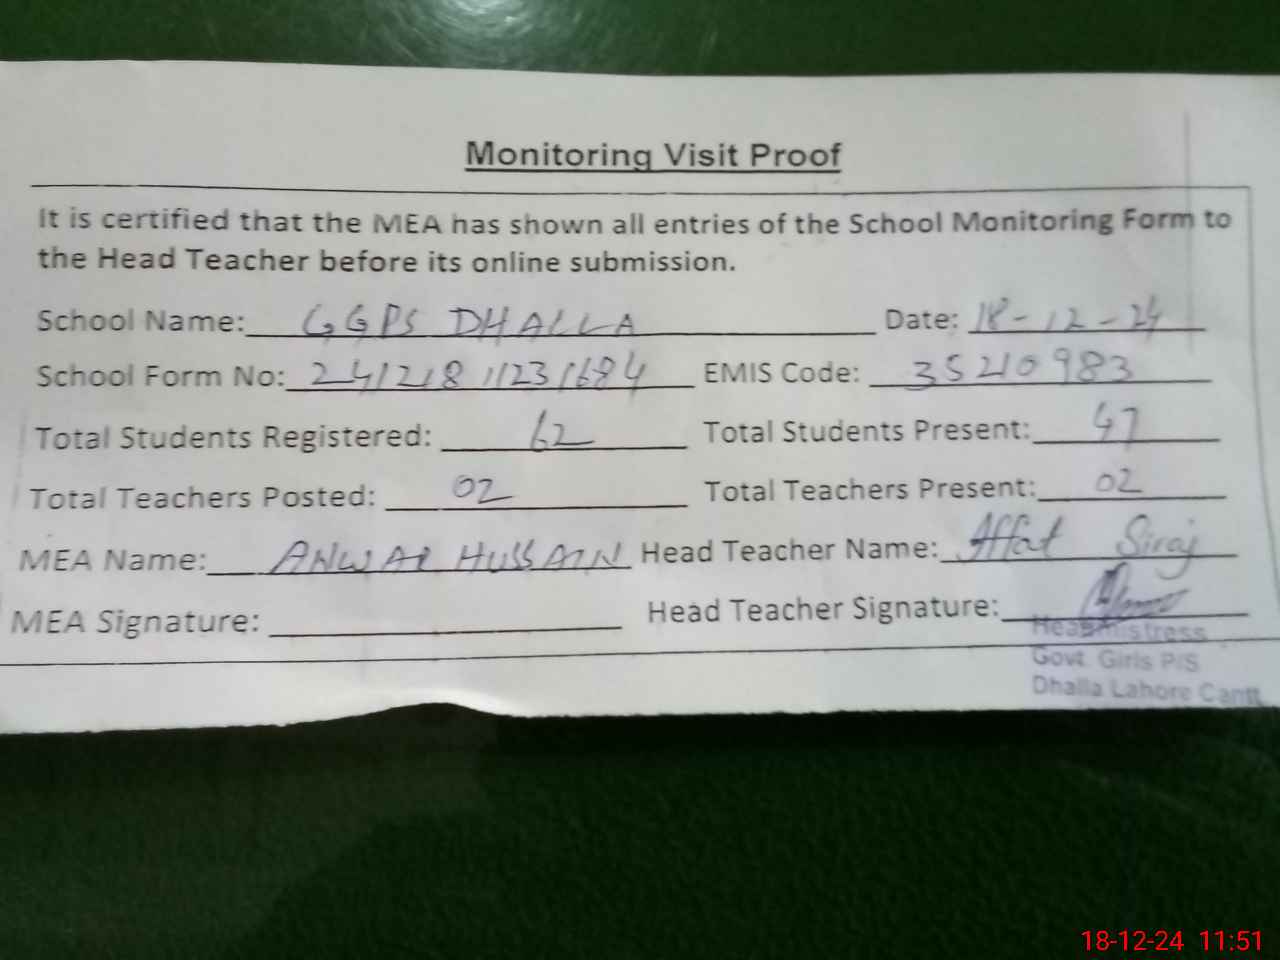 Monitoring Visit Proof
It is certified that the MEA has shown all entries of the School Monitoring Form to
the Head Teacher before its online submission.
School Name: GGPS DHALLA Date: 18-12-24
School Form No: 24121811231684 EMIS Code: 35210983
Total Students Registered: 62 Total Students Present: 47
Total Teachers Posted: 02 Total Teachers Present: 02
MEA Name: ANWAR HUSSAIN Head Teacher Name: Affat Siraj
MEA Signature: Head Teacher Signature:
Headmistress
Govt. Girls P/S
Dhalla Lahore Cantt
18-12-24 11:51